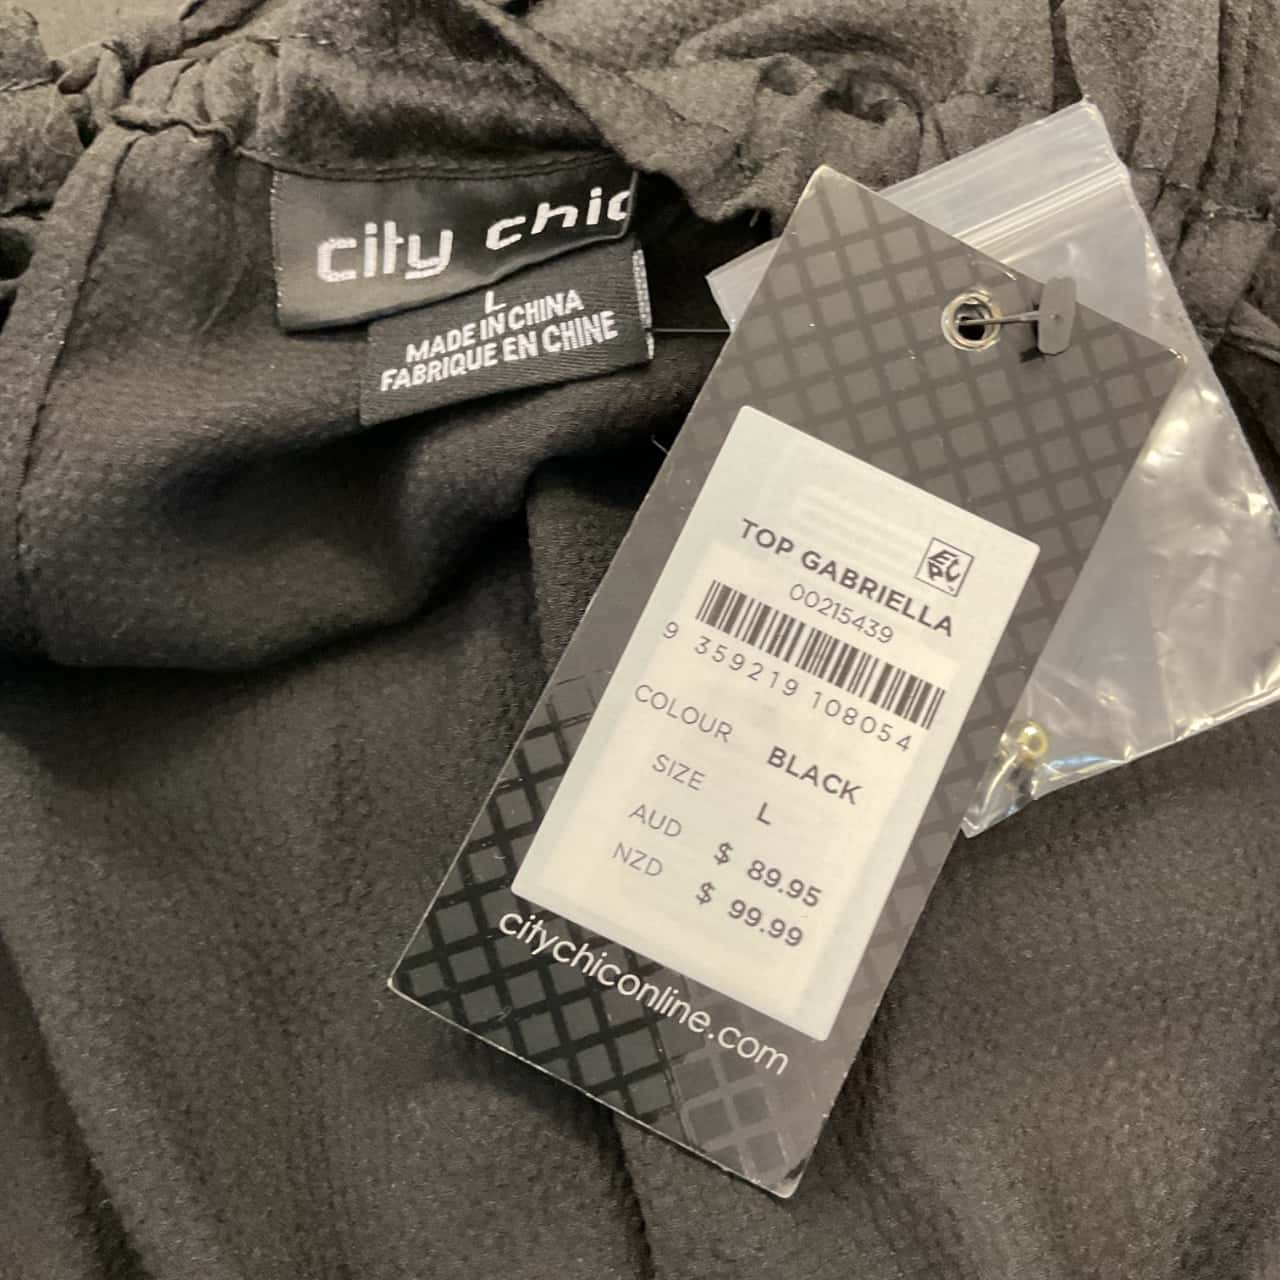 city chic
L
MADE IN CHINA
FABRIQUE EN CHINE
TOP GABRIELLA
00215439
9 359219 108054
COLOUR BLACK
SIZE L
AUD $ 89.95
NZD $ 99.99
citychiconline.com